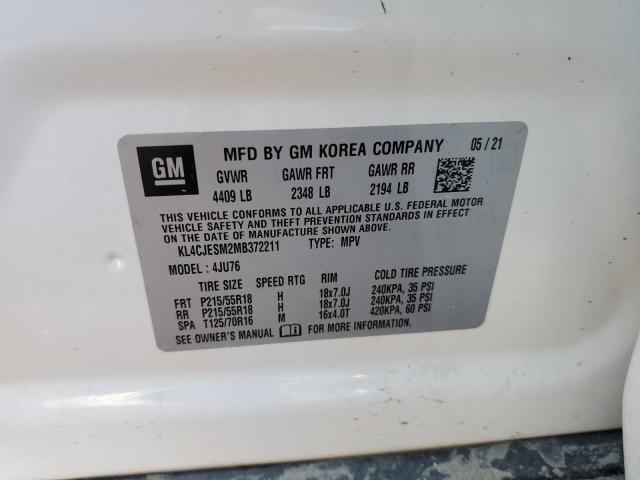 GM MFD BY GM KOREA COMPANY 05/21
GVWR GAWR FRT GAWR RR
4409 LB 2348 LB 2194 LB
THIS VEHICLE CONFORMS TO ALL APPLICABLE U.S. FEDERAL MOTOR
VEHICLE SAFETY AND THEFT PREVENTION STANDARDS IN EFFECT
ON THE DATE OF MANUFACTURE SHOWN ABOVE.
KL4CJESM2MB372211 TYPE: MPV
MODEL: 4JU76
TIRE SIZE SPEED RTG RIM COLD TIRE PRESSURE
FRT P215/55R18 H 18x7.0J 240KPA, 35 PSI
RR P215/55R18 H 18x7.0J 240KPA, 35 PSI
SPA T125/70R16 M 16x4.0T 420KPA, 60 PSI
SEE OWNER'S MANUAL FOR MORE INFORMATION.